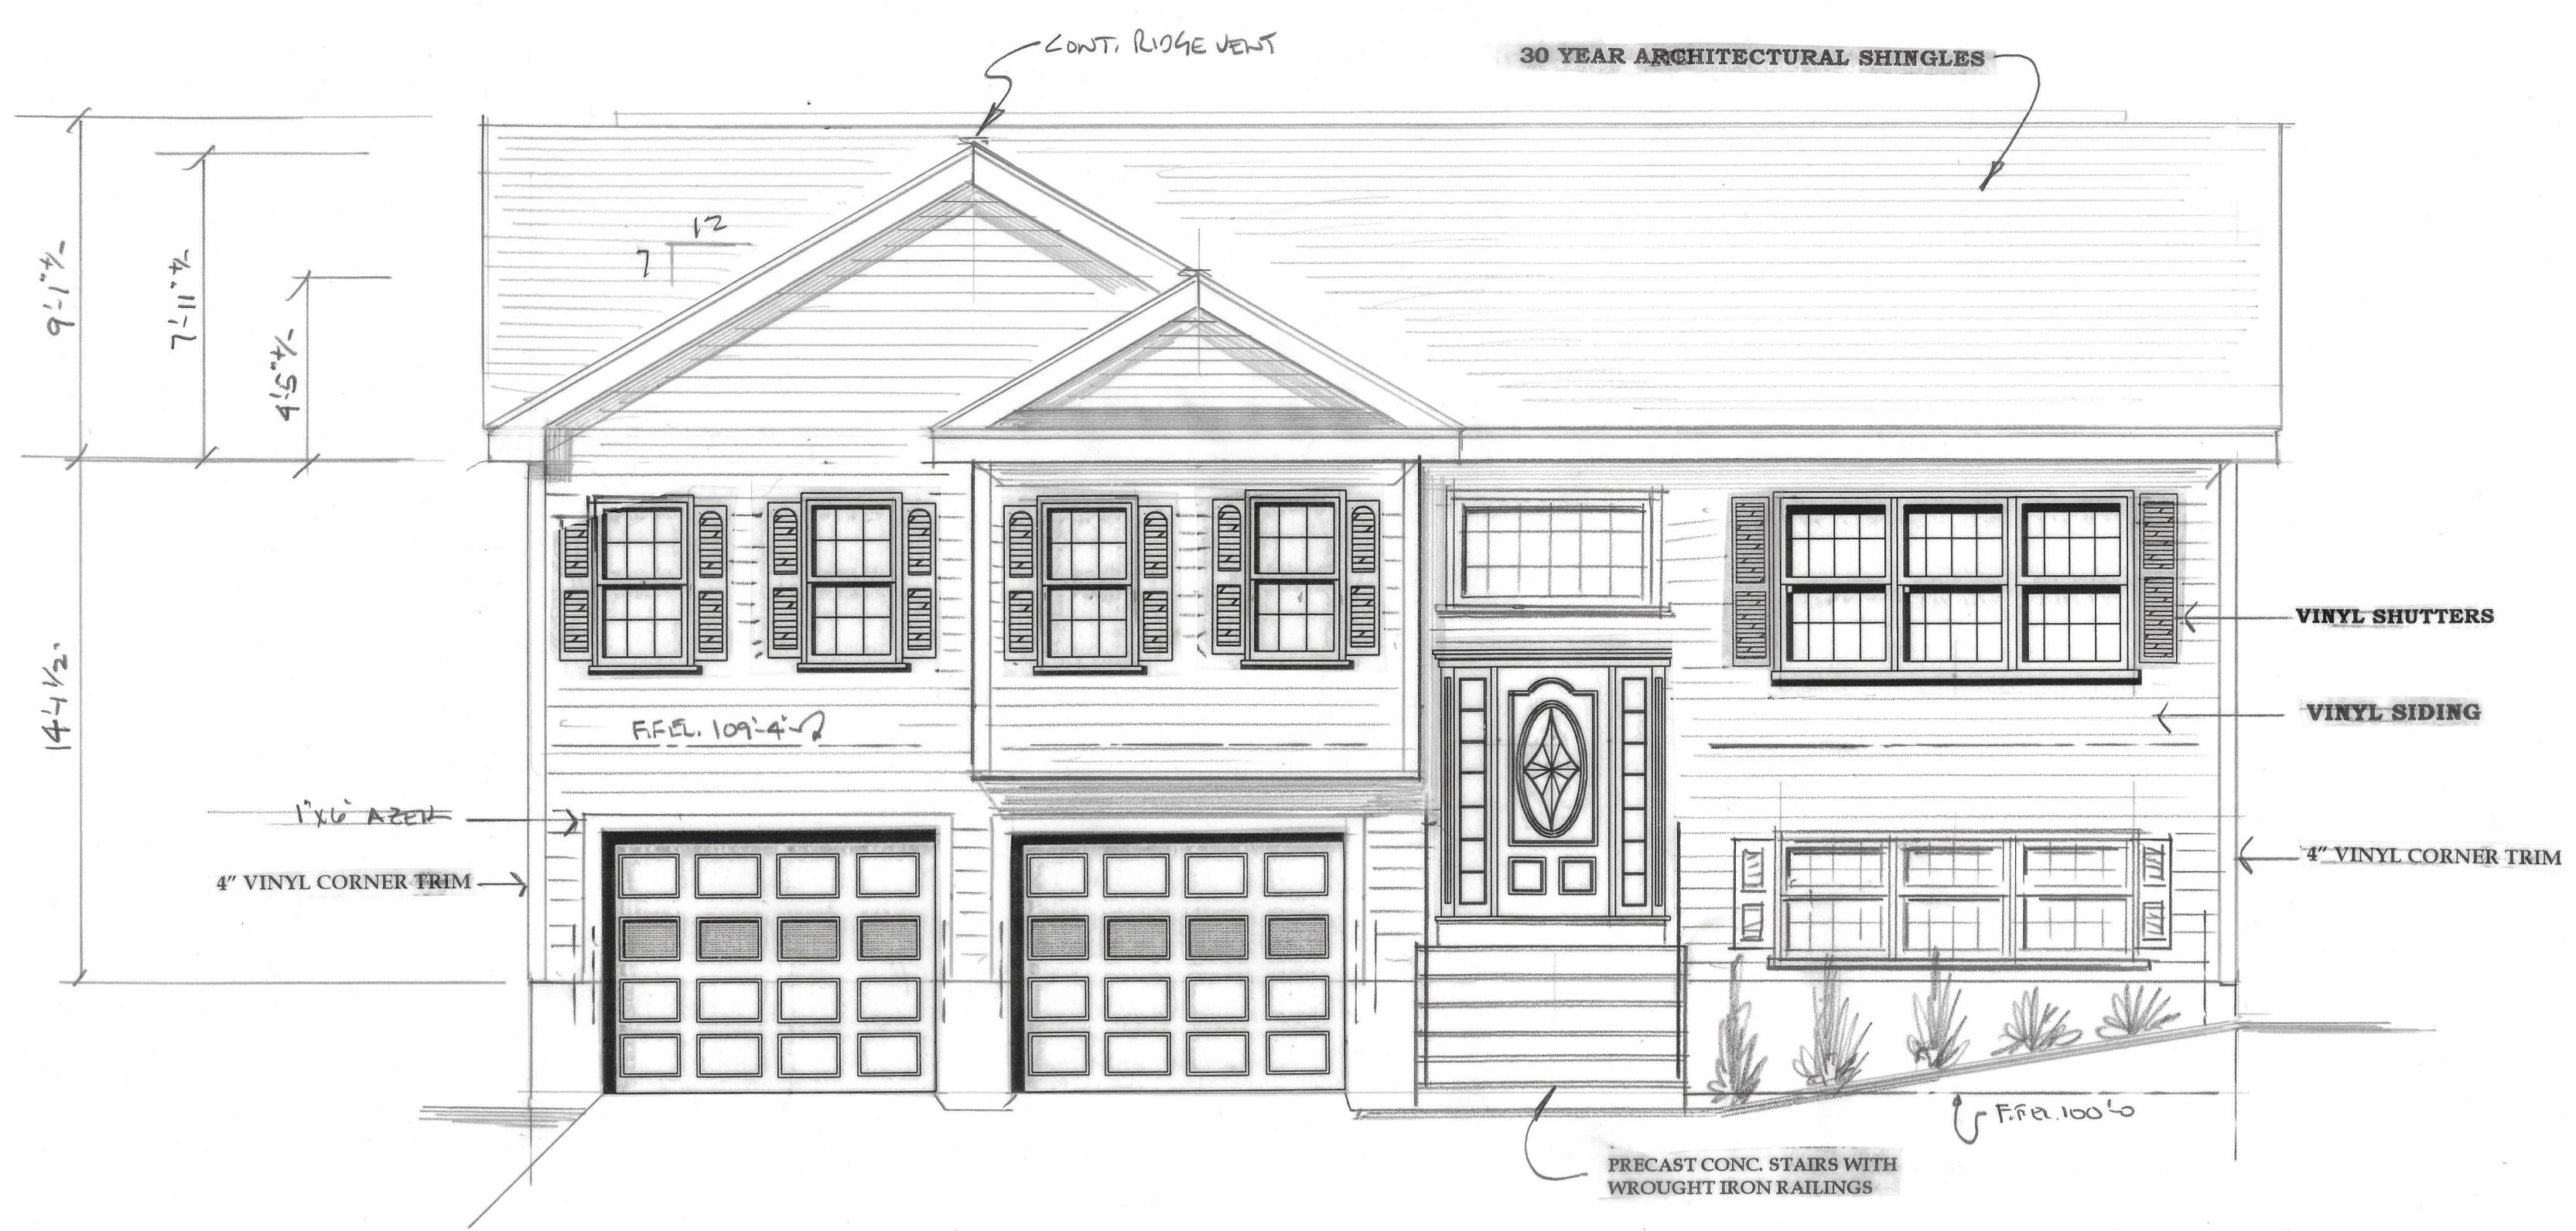 CONT. RIDGE VENT
30 YEAR ARCHITECTURAL SHINGLES
12
7
9'-1" +/-
7'-11" +/-
4'-5" +/-
VINYL SHUTTERS
VINYL SIDING
F.F.EL. 109'-4"
14'-1 1/2"
1"x6" AZEK
4" VINYL CORNER TRIM
4" VINYL CORNER TRIM
F.F.EL. 100'-0
PRECAST CONC. STAIRS WITH
WROUGHT IRON RAILINGS